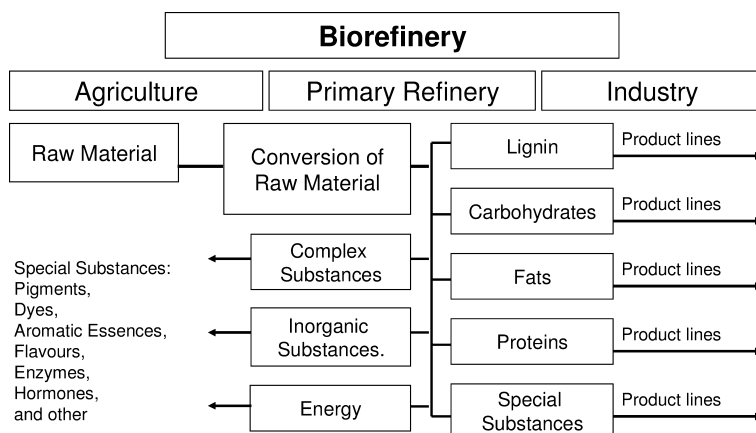 Biorefinery
Agriculture
Primary Refinery
Industry
Raw Material
Conversion of
Raw Material
Lignin
Product lines
Carbohydrates
Product lines
Fats
Product lines
Proteins
Product lines
Special
Substances
Product lines
Complex
Substances
Inorganic
Substances.
Energy
Special Substances:
Pigments,
Dyes,
Aromatic Essences,
Flavours,
Enzymes,
Hormones,
and other